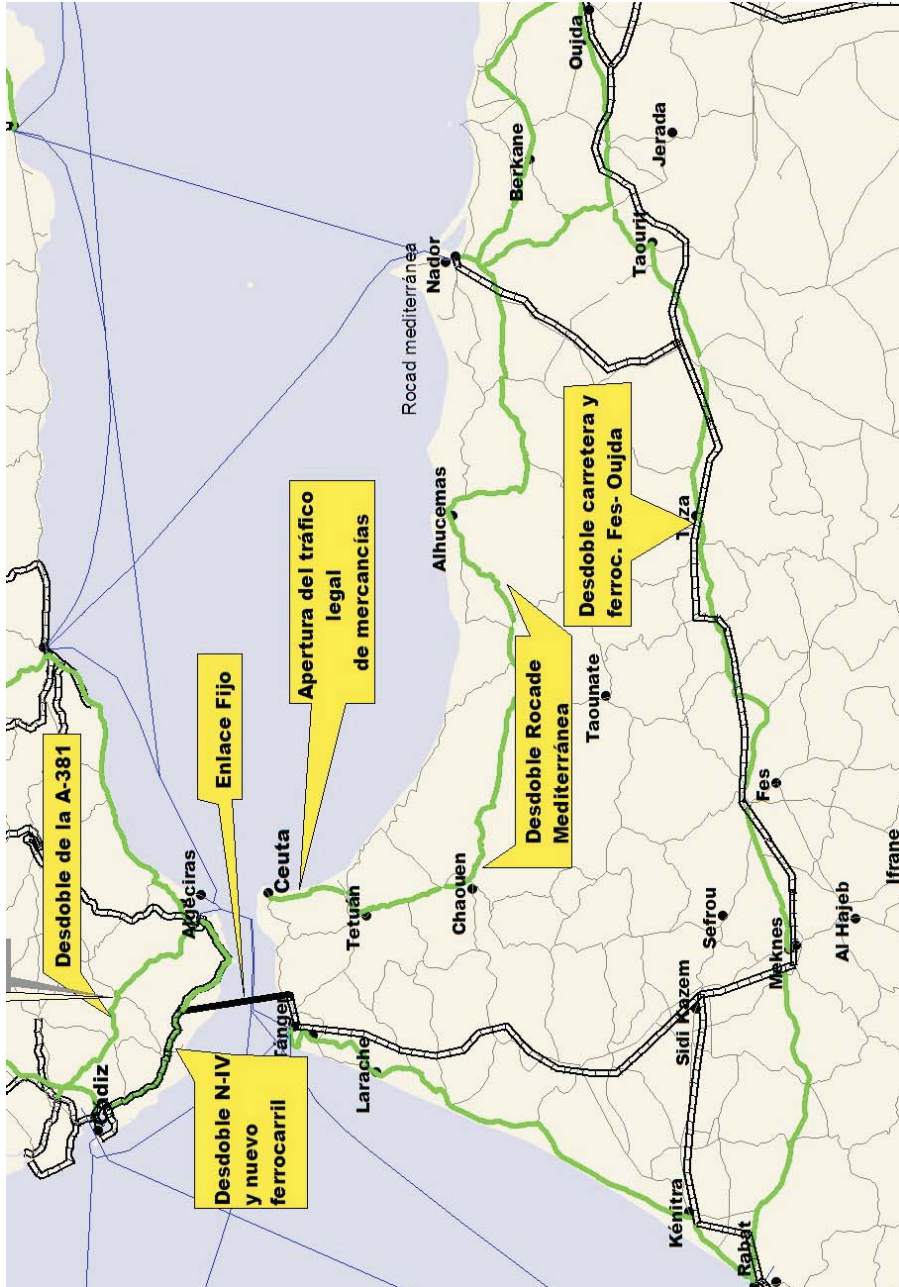 Desdoble de la A-381
Enlace Fijo
Apertura del tráfico
legal
de mercancías
Desdoble N-IV
y nuevo
ferrocarril
Cádiz
Algeciras
Ceuta
Tánger
Tetuán
Larache
Chaouen
Alhucemas
Rocad mediterránea
Nador
Berkane
Oujda
Desdoble Rocade
Mediterránea
Desdoble carretera y
ferroc. Fes- Oujda
Taounate
Taza
Taourirt
Jerada
Kénitra
Sidi Kazem
Sefrou
Rabat
Meknes
Fes
Al Hajeb
Ifrane